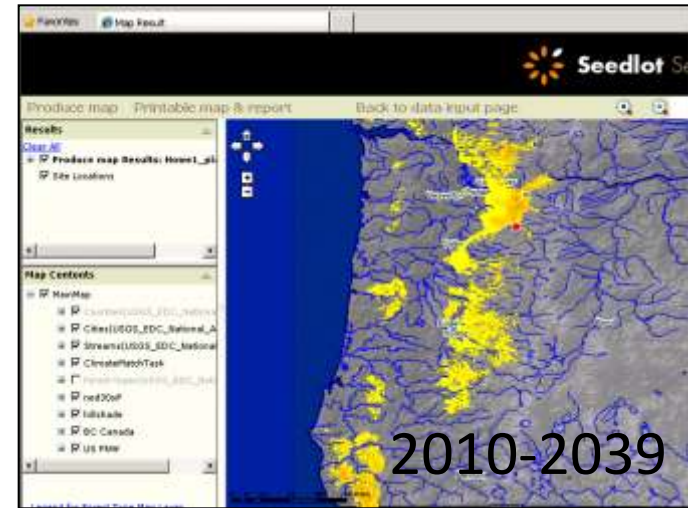 Favorites Map Result
Seedlot Se
Produce map Printable map & report Back to data input page
Results
Clear All
Produce map Results: Howe1_pl
Site Locations
Map Contents
MainMap
Cities(USGS_EDC_National_A
Streams(USGS_EDC_National
ClimateMatchTask
hillshade
BC Canada
US PNW
2010-2039